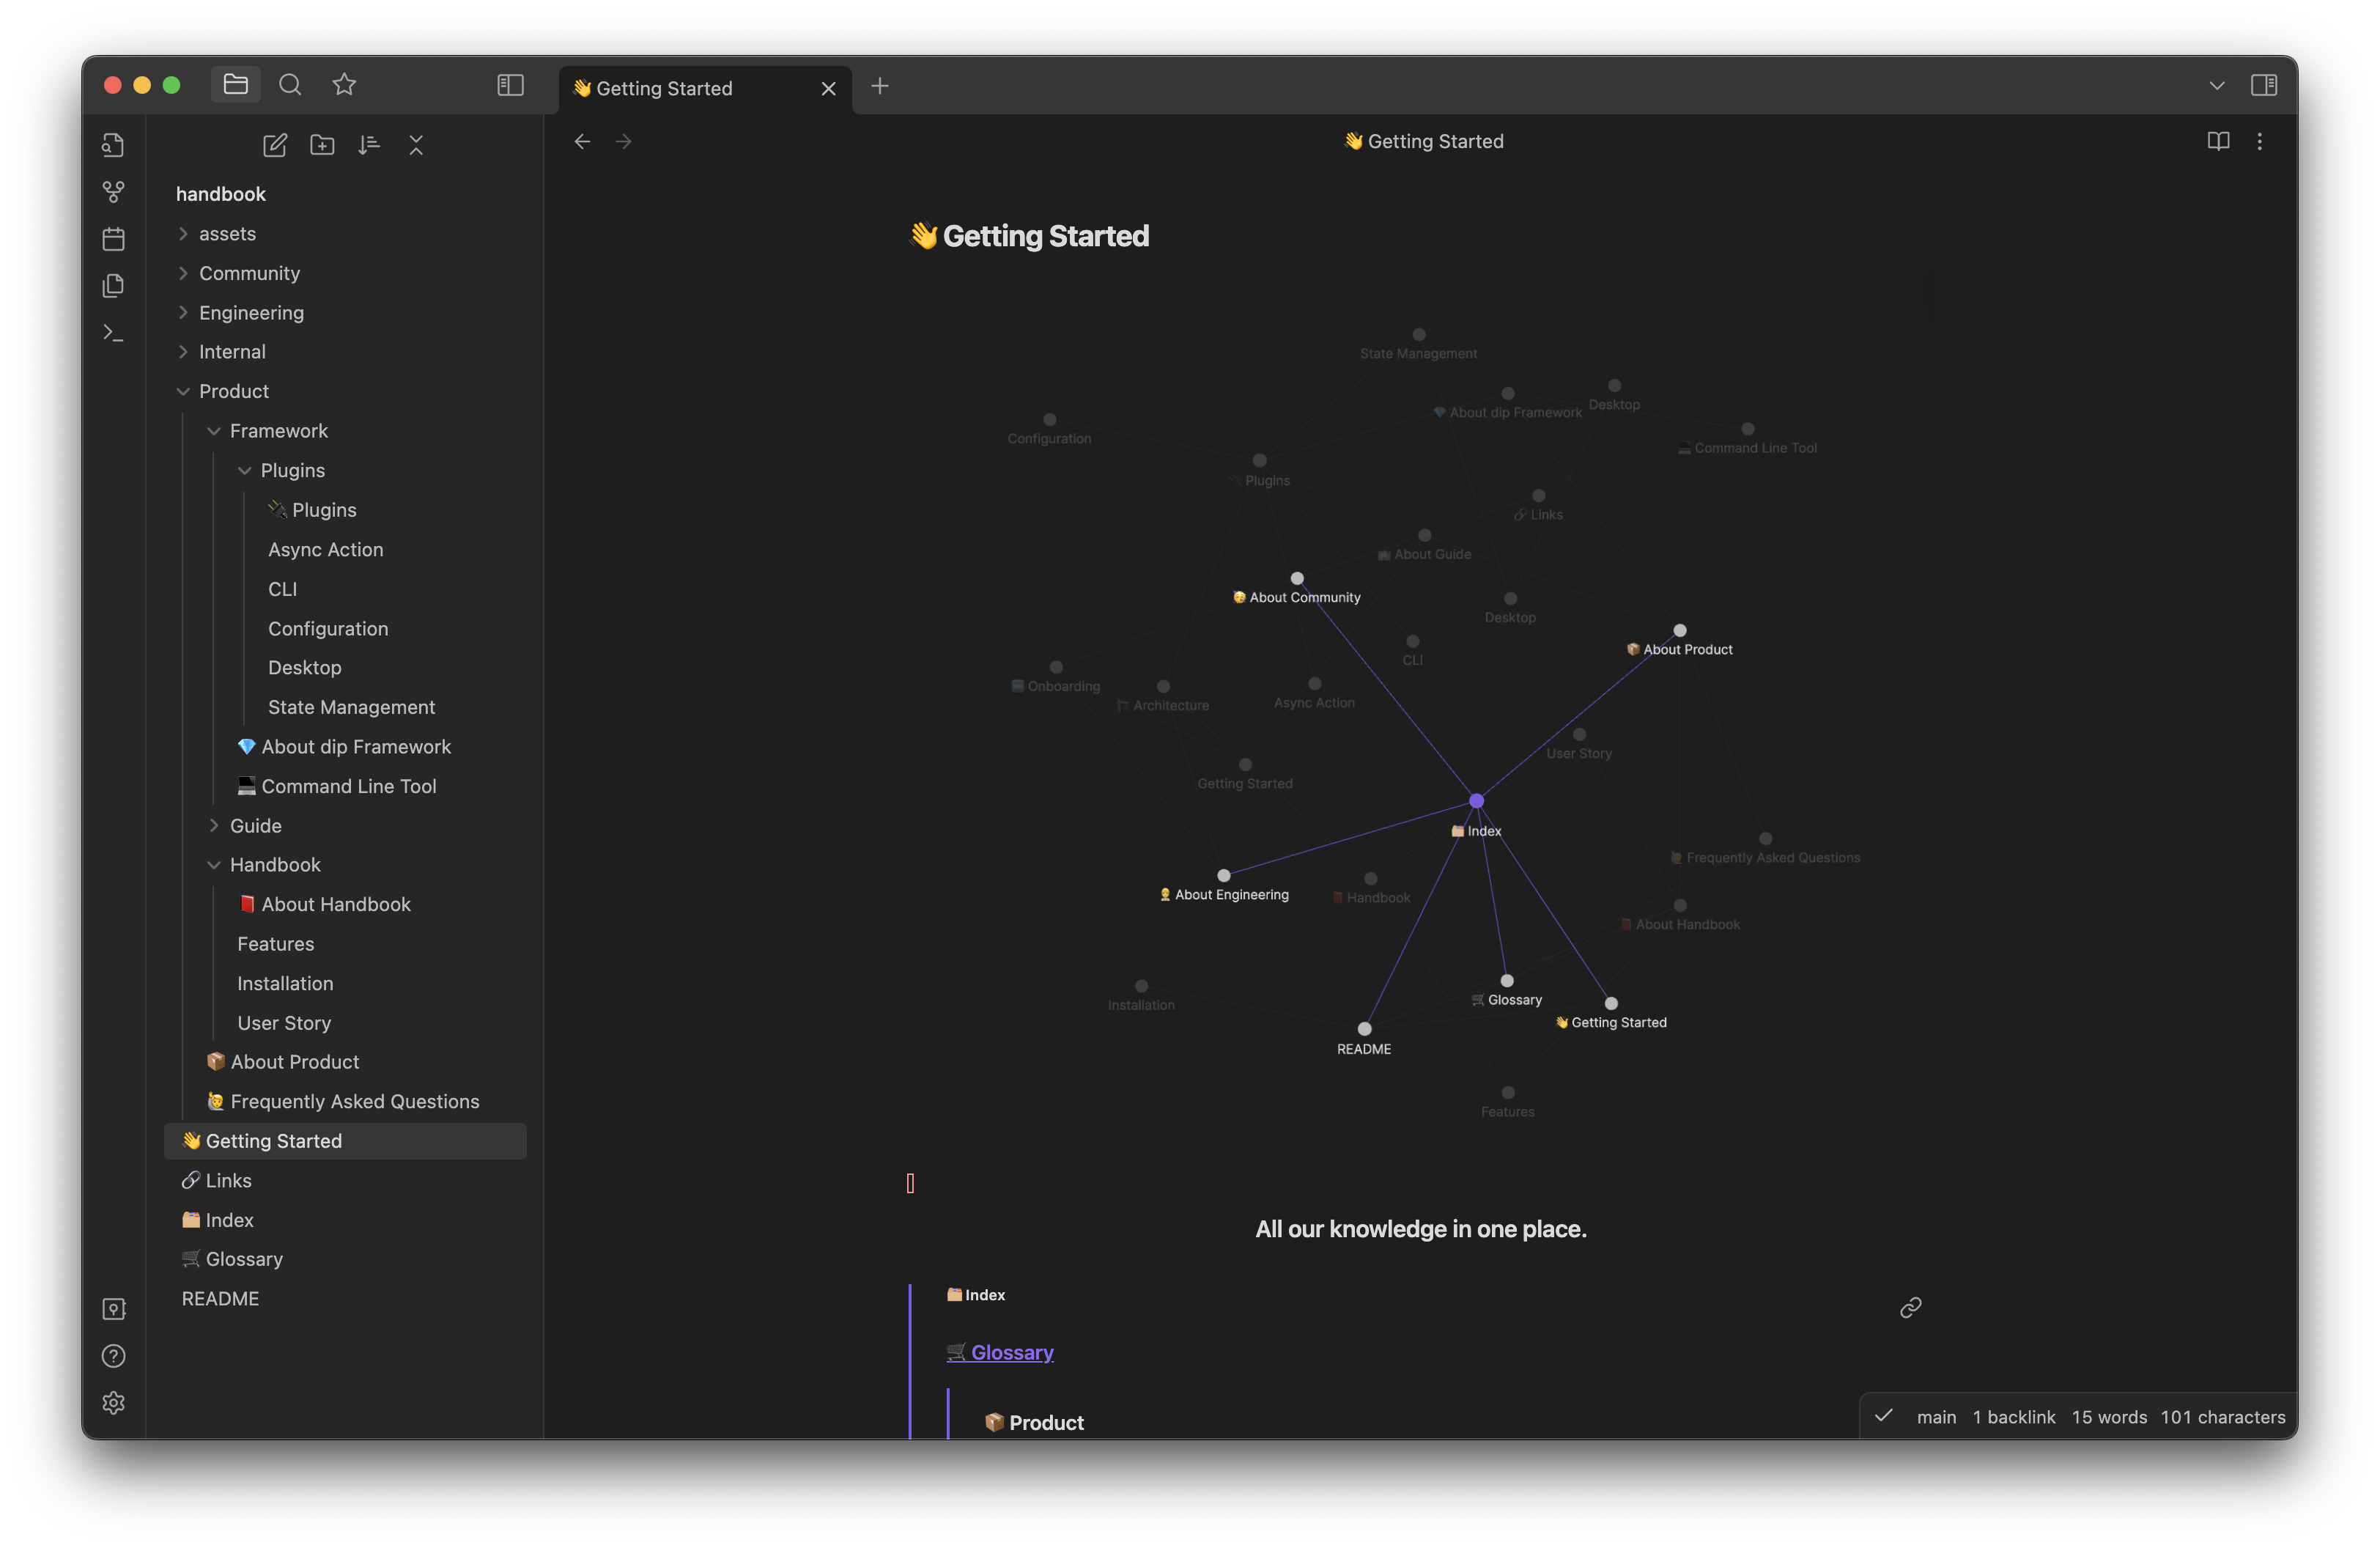 👋 Getting Started
handbook
assets
Community
Engineering
Internal
Product
Framework
Plugins
🔌 Plugins
Async Action
CLI
Configuration
Desktop
State Management
💎 About dip Framework
💻 Command Line Tool
Guide
Handbook
📕 About Handbook
Features
Installation
User Story
📦 About Product
🙋 Frequently Asked Questions
👋 Getting Started
🔗 Links
🗂 Index
🛒 Glossary
README
👋 Getting Started
👋 Getting Started
State Management
💎 About dip Framework
Desktop
Configuration
💻 Command Line Tool
🔌 Plugins
🔗 Links
About Guide
🥳 About Community
Desktop
📦 About Product
CLI
Onboarding
Architecture
Async Action
User Story
Getting Started
🗂 Index
🙋 Frequently Asked Questions
About Engineering
📕 Handbook
📕 About Handbook
Installation
🛒 Glossary
👋 Getting Started
README
Features
All our knowledge in one place.
🗂 Index
🛒 Glossary
📦 Product
main 1 backlink 15 words 101 characters